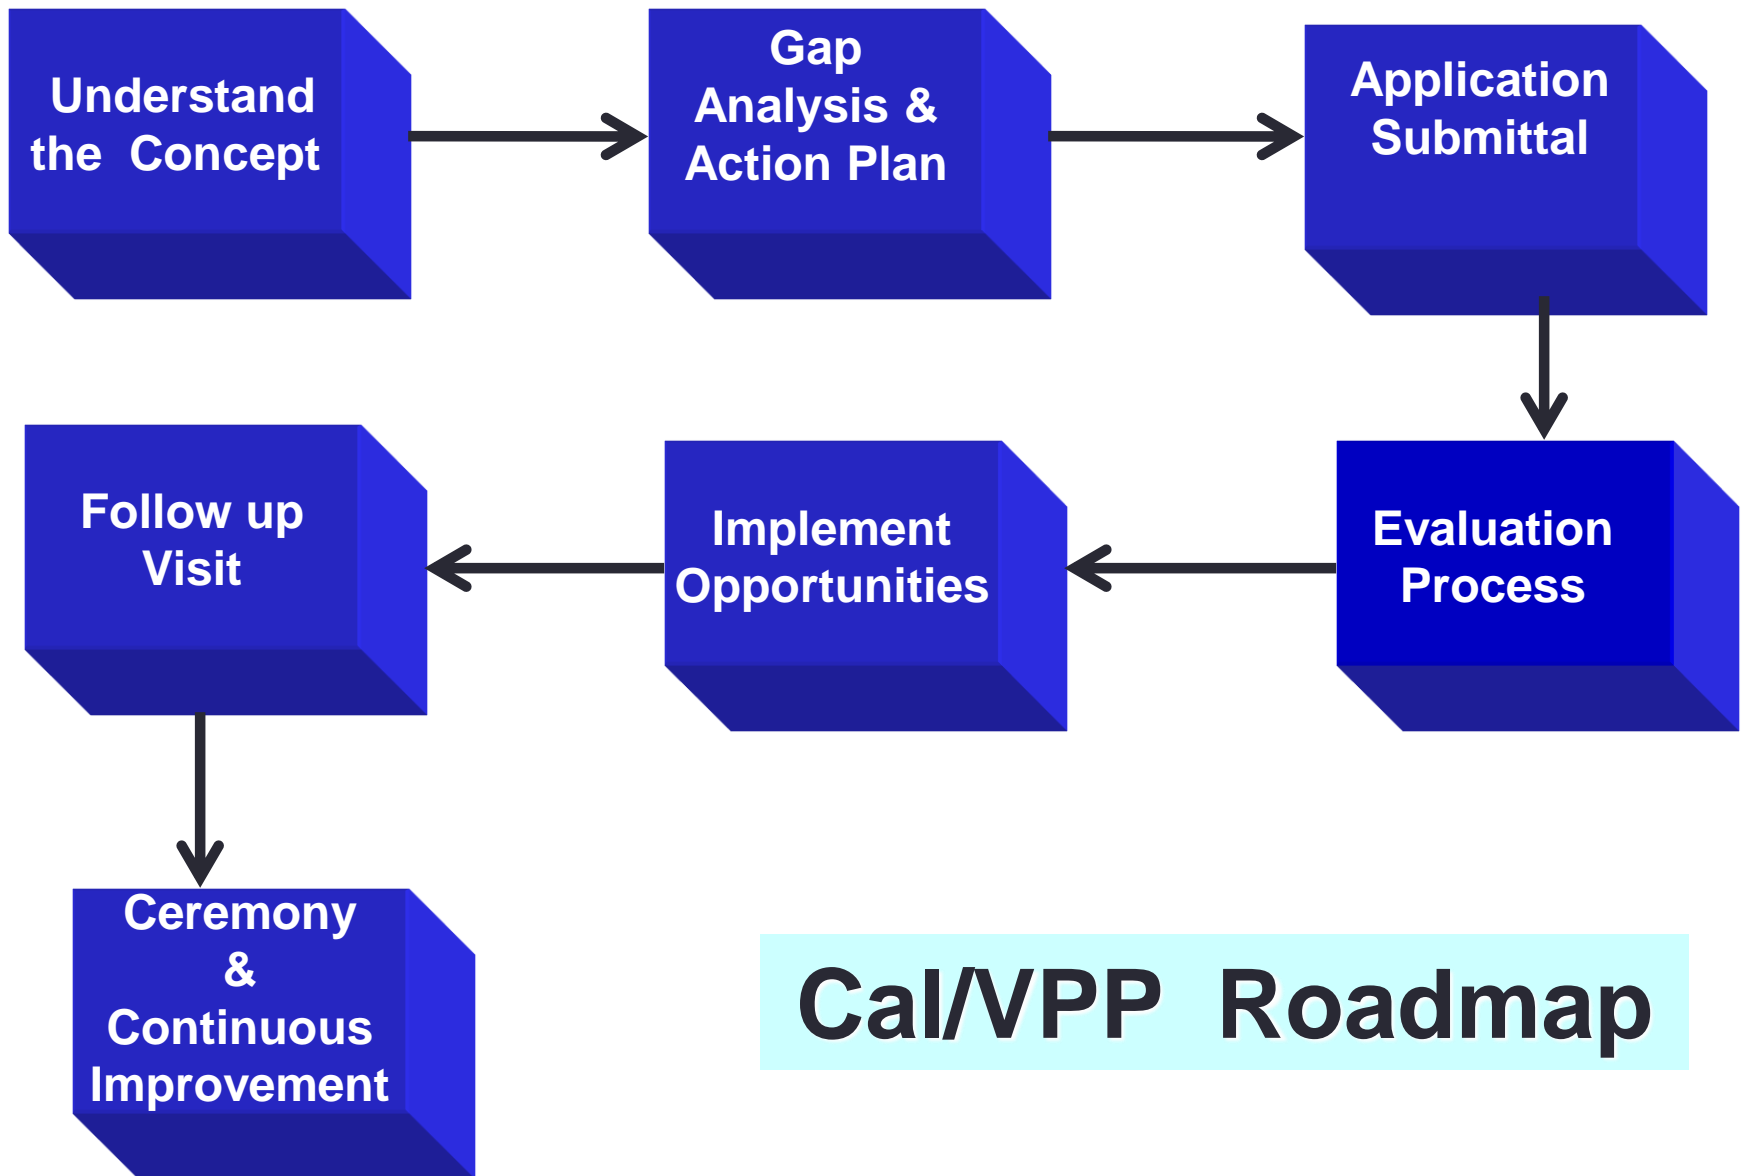 Understand
the Concept
Gap
Analysis &
Action Plan
Application
Submittal
Evaluation
Process
Implement
Opportunities
Follow up
Visit
Ceremony
&
Continuous
Improvement
Cal/VPP Roadmap